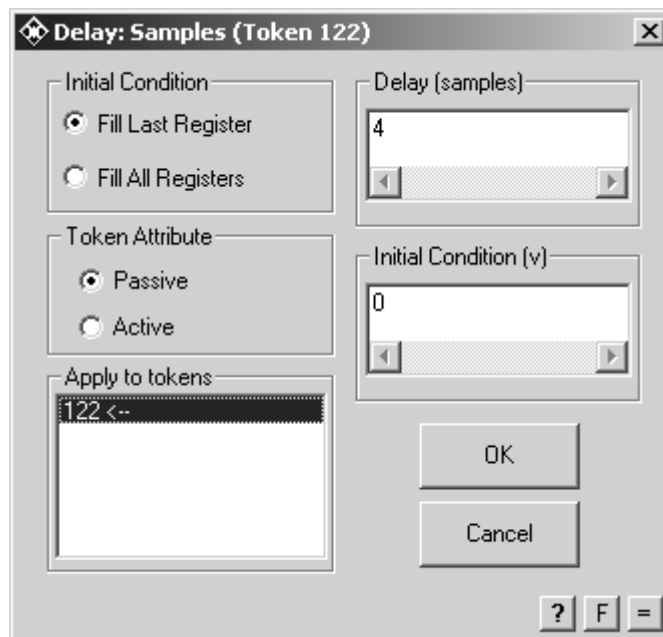 Delay: Samples (Token 122)
Initial Condition
Fill Last Register
Fill All Registers
Delay (samples)
4
Token Attribute
Passive
Active
Initial Condition (v)
0
Apply to tokens
122 <--
OK
Cancel
? F =